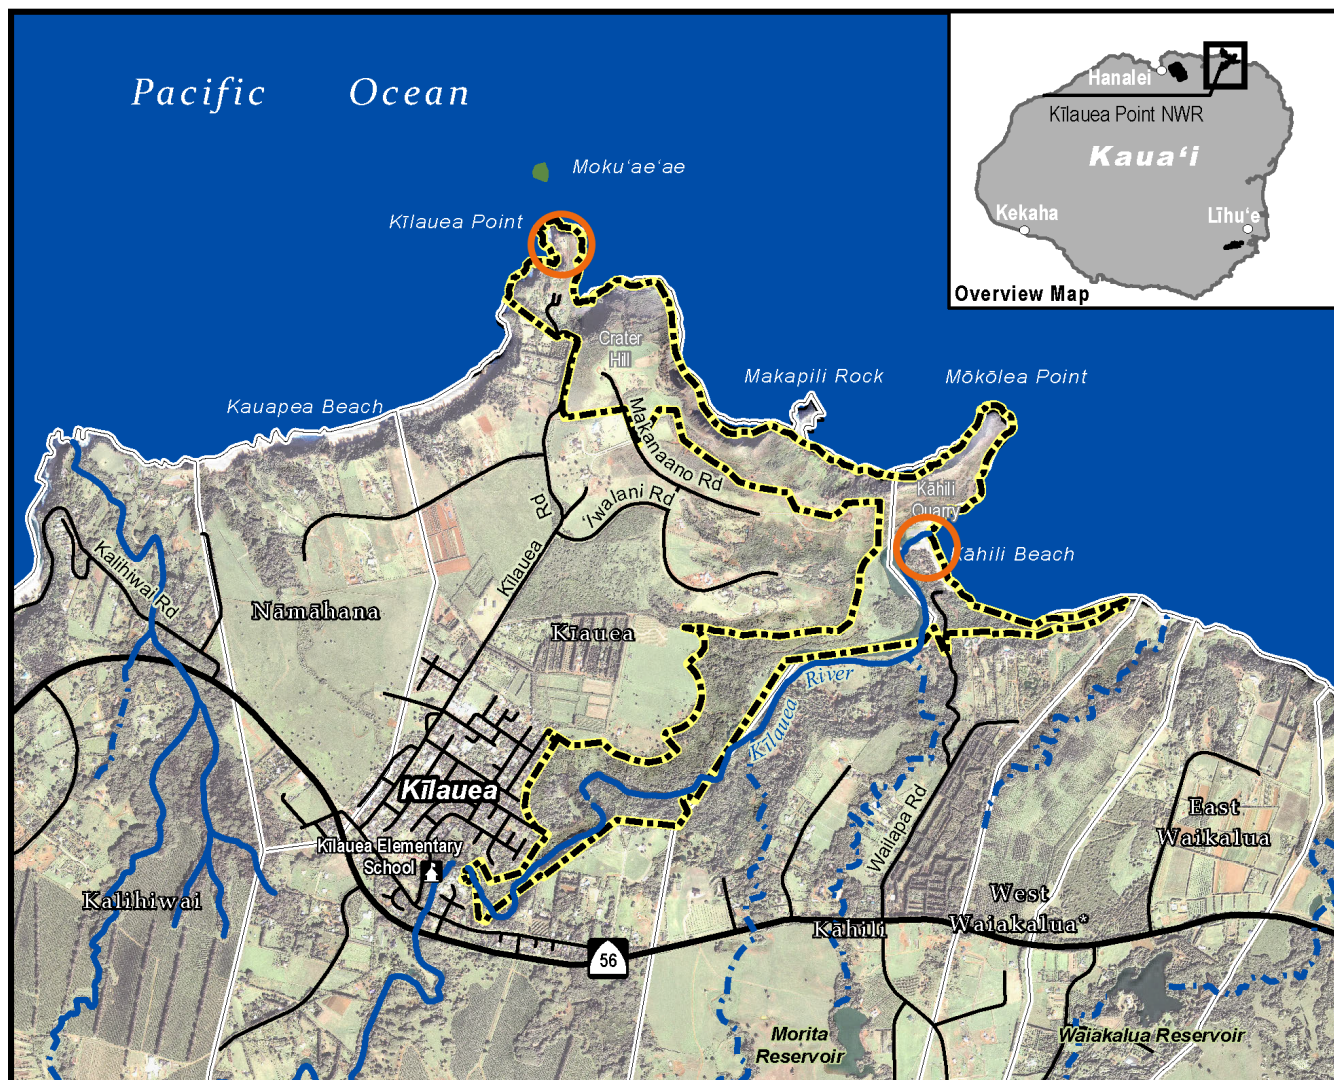 Pacific Ocean
Hanalei
Kīlauea Point NWR
Kaua‘i
Kekaha
Līhu‘e
Overview Map
Moku‘ae‘ae
Kīlauea Point
Crater
Hill
Makapili Rock
Mōkōlea Point
Kauapea Beach
Makanaano Rd
‘Iwalani Rd
Kīlauea Rd
Kāhili
Quarry
Kāhili Beach
Kalihiwai Rd
Nāmāhana
Kīauea
Kīlauea River
Kīlauea
Kīlauea Elementary
School
Wailapa Rd
East
Waikalua
Kalihiwai
West
Waiakalua*
Kāhili
56
Morita
Reservoir
Waiakalua Reservoir